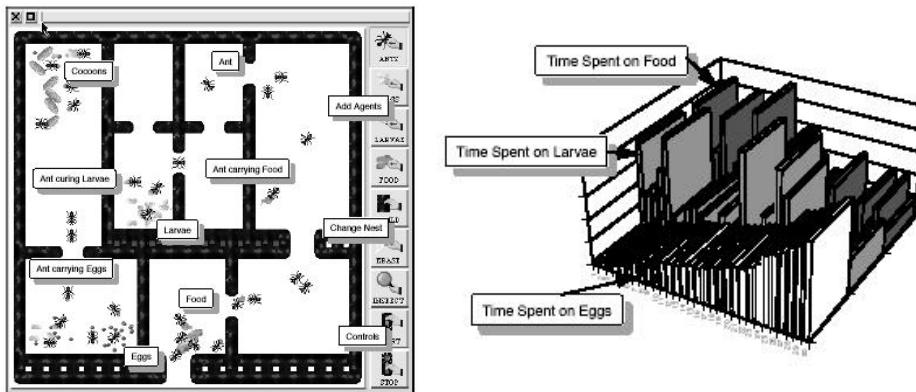 Cocoons
Ant
ANTS
Add Agents
LARVAE
Ant curing Larvae
Ant carrying Food
FOOD
Larvae
Change Nest
Ant carrying Eggs
ERASE
Food
INSPECT
Controls
Eggs
STOP
Time Spent on Food
Time Spent on Larvae
Time Spent on Eggs